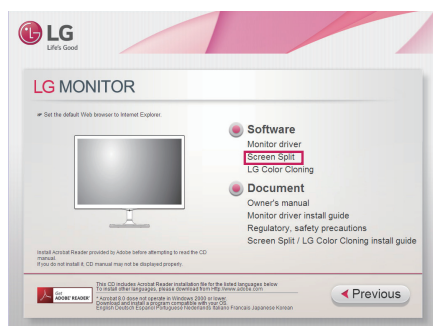 LG
Life's Good
LG MONITOR
☞ Set the default Web browser to Internet Explorer.
Software
Monitor driver
Screen Split
LG Color Cloning
Document
Owner's manual
Monitor driver install guide
Regulatory, safety precautions
Screen Split / LG Color Cloning install guide
Install Acrobat Reader provided by Adobe before attempting to read the CD
manual.
If you do not install it, CD manual may not be displayed properly.
Get
ADOBE® READER®
This CD includes Acrobat Reader installation file for the listed languages below
To install other languages, please download from Http://www.adobe.com
* Acrobat 8.0 dose not operate in Windows 2000 or lower.
Download and install a program compatible with your OS.
English Deutsch Español Portuguese Nederlands Italiano Francais Japanese Korean
Previous